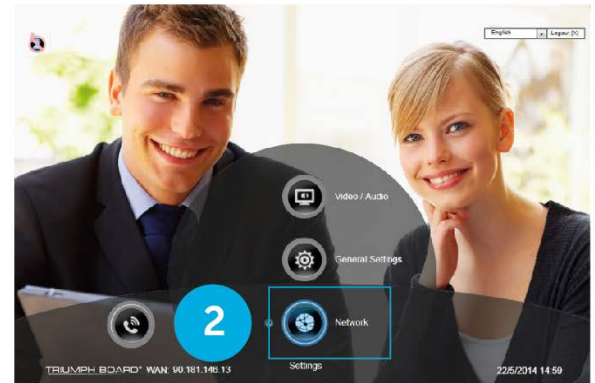 English Logout [X]
Video / Audio
General Settings
2
Network
Settings
TRIUMPH BOARD® WAN: 90.181.146.13
22/5/2014 14:59